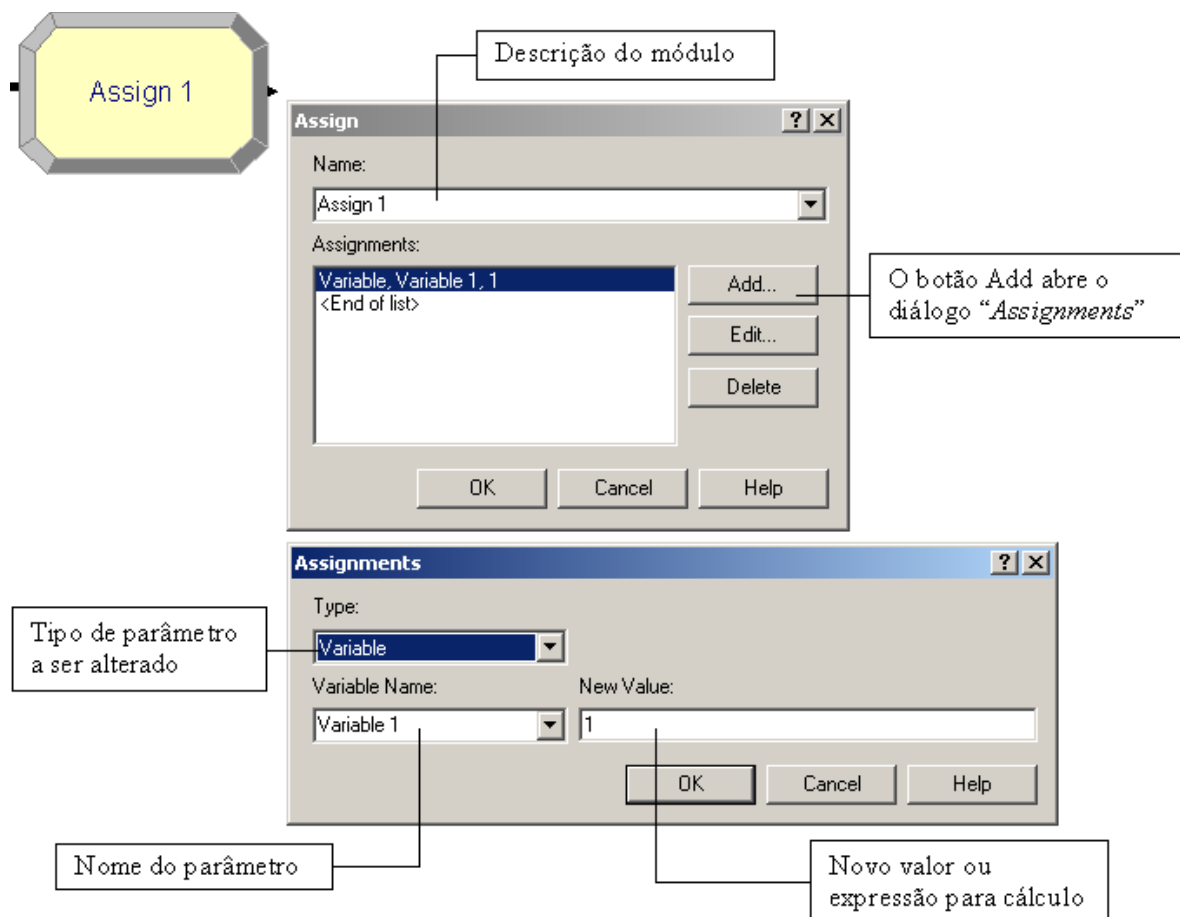 Assign 1
Descrição do módulo
Assign
Name:
Assign 1
Assignments:
Variable, Variable 1, 1
<End of list>
Add...
Edit...
Delete
O botão Add abre o
diálogo “Assignments”
OK Cancel Help
Assignments
Type:
Variable
Tipo de parâmetro
a ser alterado
Variable Name: New Value:
Variable 1 1
OK Cancel Help
Nome do parâmetro
Novo valor ou
expressão para cálculo